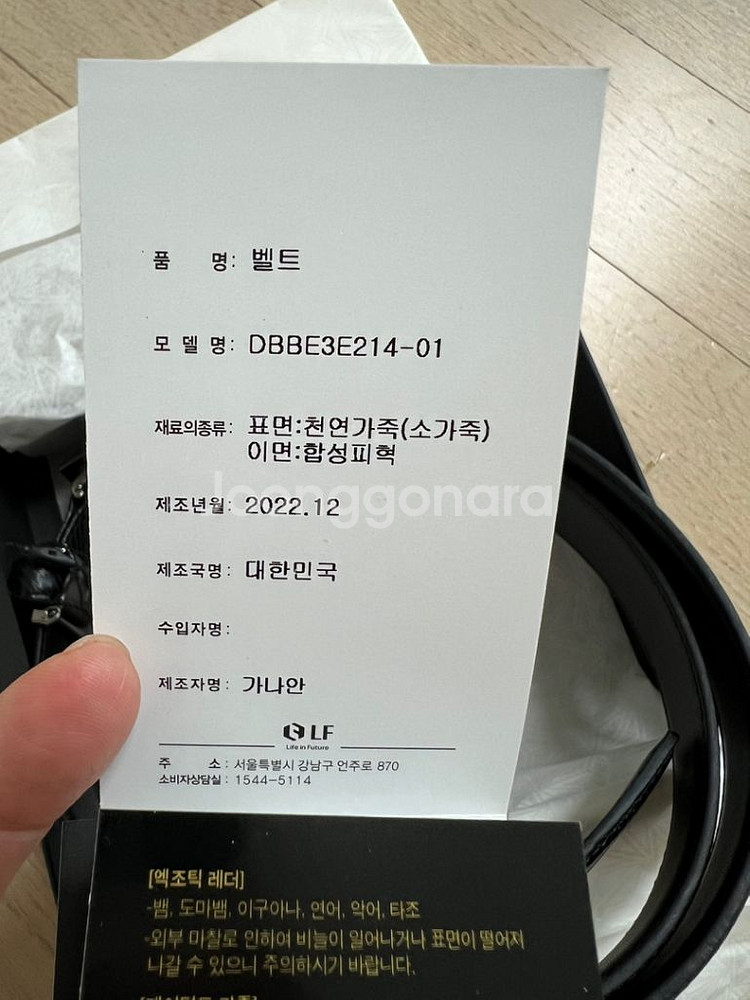 품 명: 벨트
모 델 명: DBBE3E214-01
재료의종류: 표면:천연가죽(소가죽)
이면:합성피혁
joonggonara
제조년월: 2022.12
제조국명: 대한민국
수입자명:
제조자명: 가나안
LF
Life in Future
주 소: 서울특별시 강남구 언주로 870
소비자상담실: 1544-5114
[엑조틱 레더]
-뱀, 도마뱀, 이구아나, 연어, 악어, 타조
-외부 마찰로 인하여 비늘이 일어나거나 표면이 떨어져
나갈 수 있으니 주의하시기 바랍니다.